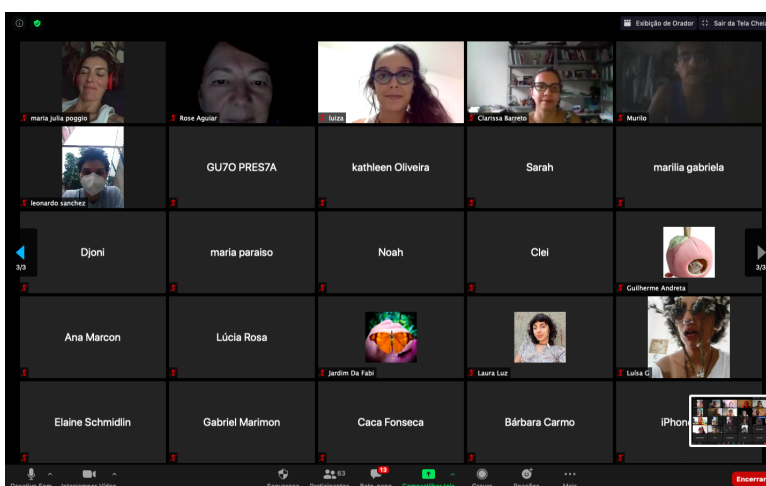 Exibição de Orador
Sair da Tela Cheia
maria julia poggio
Rose Aguiar
luiza
Clarissa Barreto
Murilo
leonardo sanchez
GU7O PRES7A
kathleen Oliveira
Sarah
marilia gabriela
Djoni
maria paraiso
Noah
Clei
Guilherme Andreta
3/3
3/3
Ana Marcon
Lúcia Rosa
Jardim Da Fabi
Laura Luz
Luísa G
Elaine Schmidlin
Gabriel Marimon
Caca Fonseca
Bárbara Carmo
63
13
Encerrar